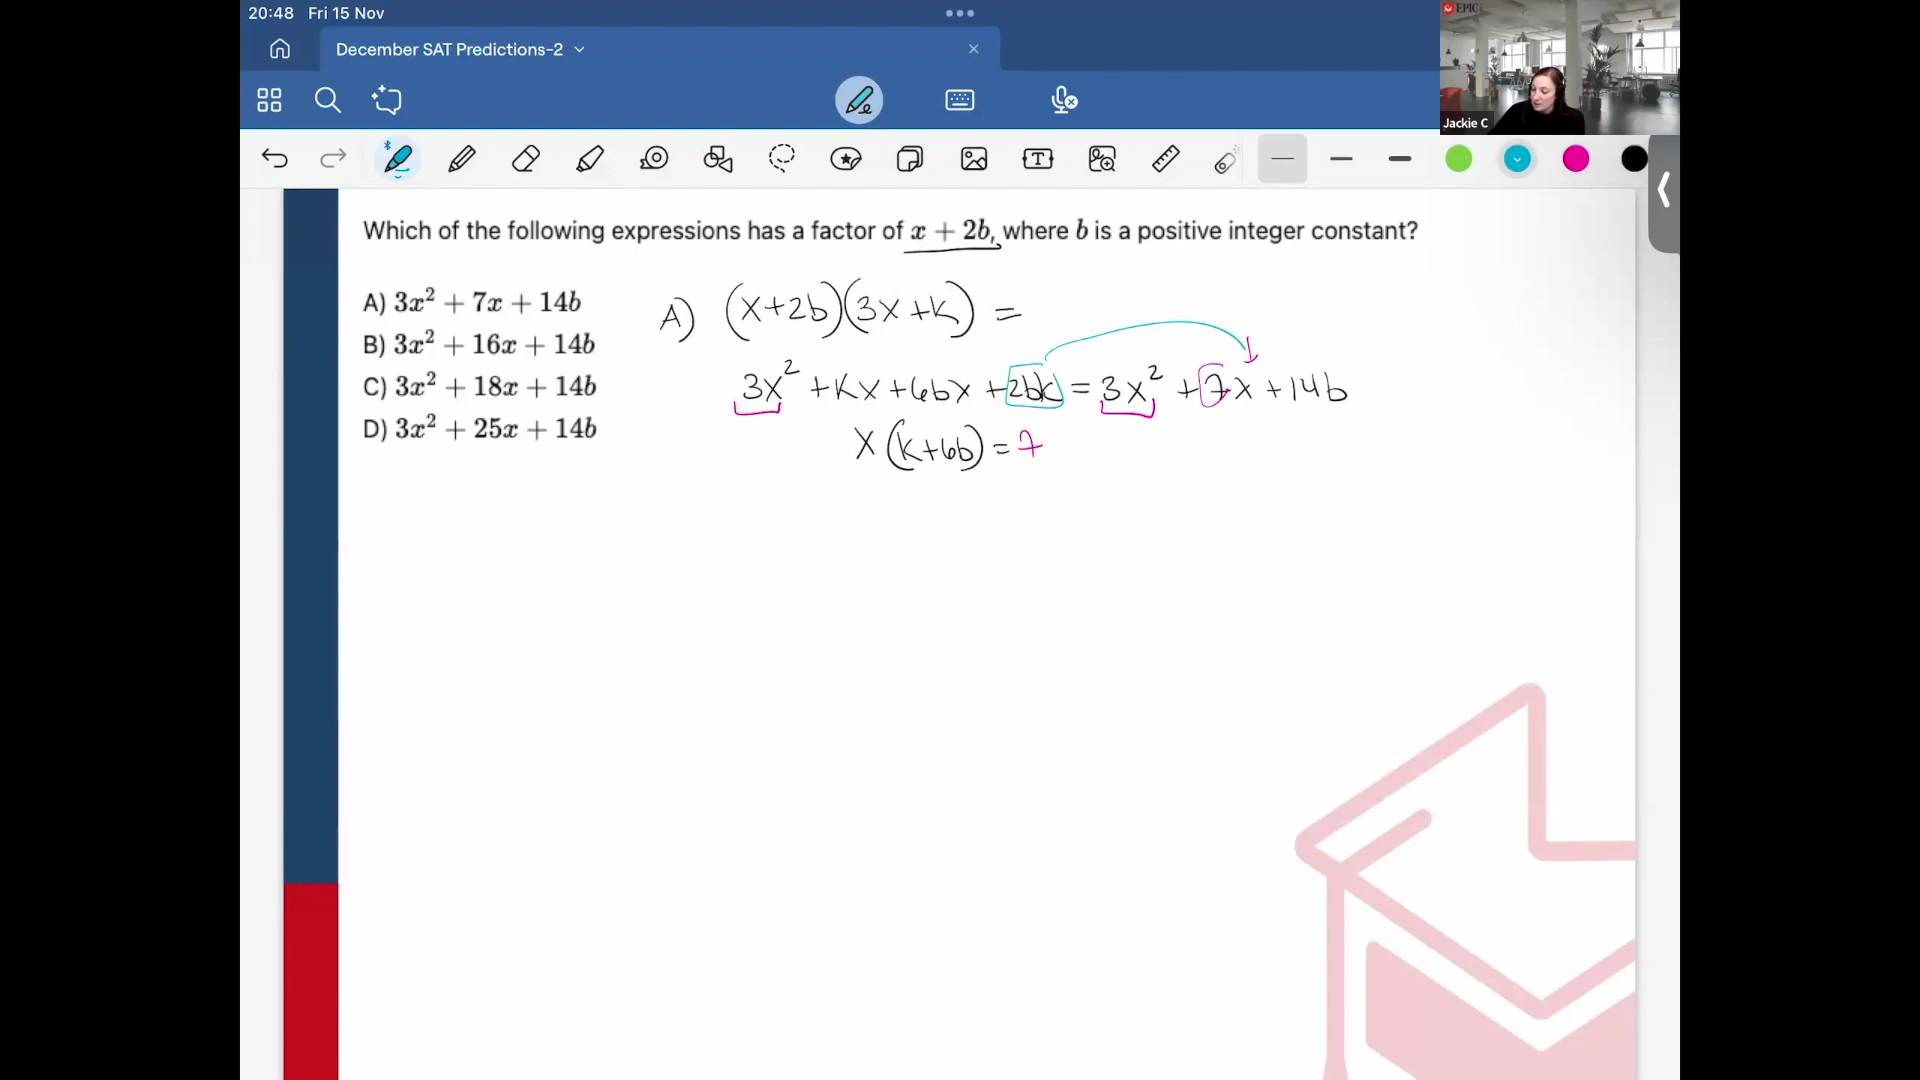 20:48 Fri 15 Nov
December SAT Predictions-2
EPIC
Jackie C
Which of the following expressions has a factor of x + 2b, where b is a positive integer constant?
A) 3x² + 7x + 14b
B) 3x² + 16x + 14b
C) 3x² + 18x + 14b
D) 3x² + 25x + 14b
A) (x+2b)(3x+k) =
3x² +kx+6bx+2bk=3x² +7x+14b
x(k+6b)=7